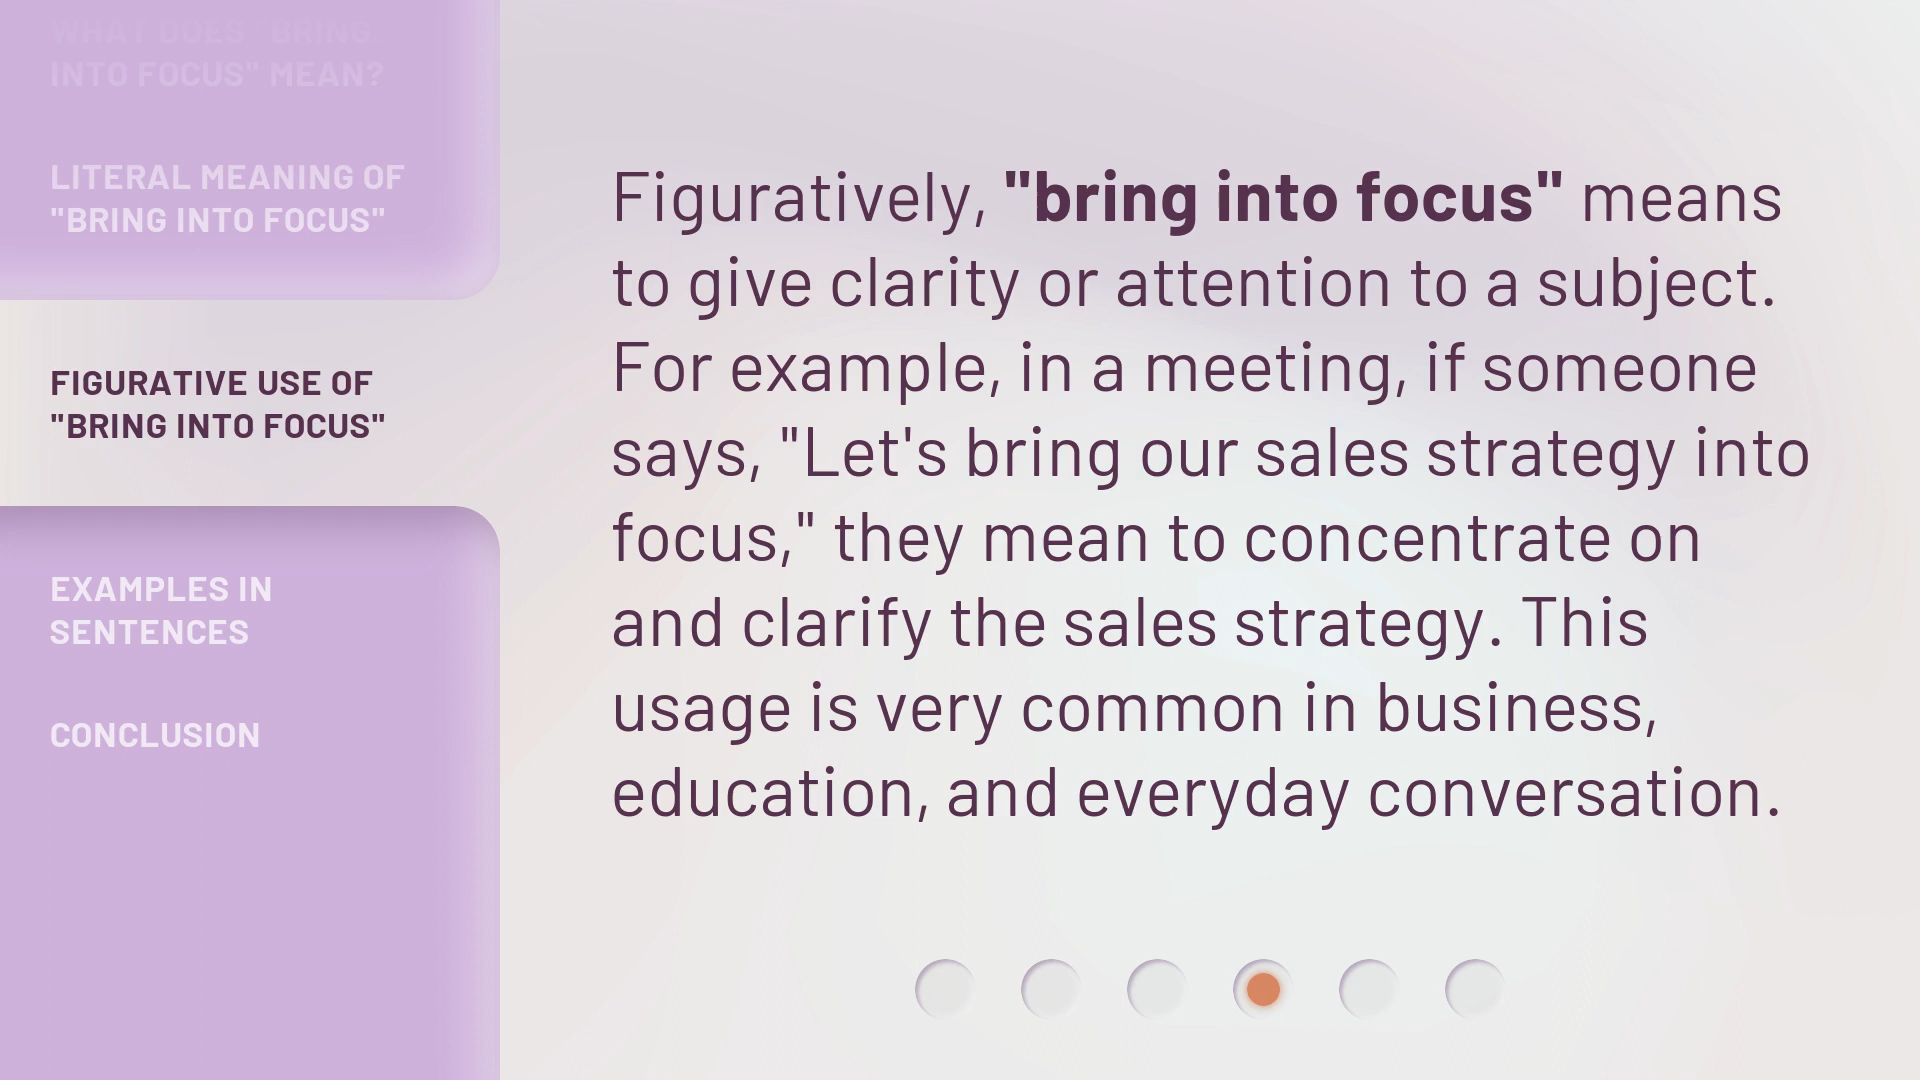 WHAT DOES "BRING
INTO FOCUS" MEAN?
LITERAL MEANING OF
"BRING INTO FOCUS"
FIGURATIVE USE OF
"BRING INTO FOCUS"
EXAMPLES IN
SENTENCES
CONCLUSION
Figuratively, "bring into focus" means
to give clarity or attention to a subject.
For example, in a meeting, if someone
says, "Let's bring our sales strategy into
focus," they mean to concentrate on
and clarify the sales strategy. This
usage is very common in business,
education, and everyday conversation.